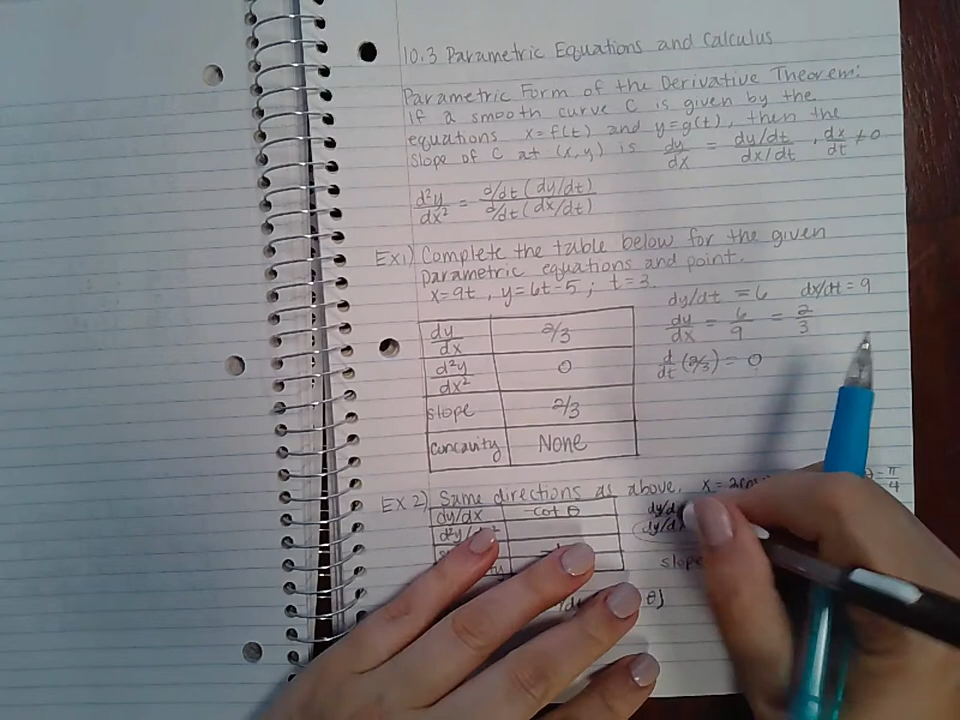 10.3 Parametric Equations and Calculus
Parametric Form of the Derivative Theorem:
If a smooth curve C is given by the
equations x=f(t) and y=g(t), then the
slope of C at (x,y) is dy/dx = dy/dt / dx/dt , dx/dt ≠ 0
d²y/dx² = d/dt (dy/dt) / d/dt (dx/dt)
Ex1) Complete the table below for the given
parametric equations and point.
x=9t, y=6t-5; t=3
dy/dt = 6 dx/dt = 9
dy/dx = 6/9 = 2/3
d/dt (2/3) = 0
dy/dx 2/3
d²y/dx² 0
slope 2/3
concavity None
EX 2) Same directions as above. x = 2cos π/4
dy/dx -cot θ
slope